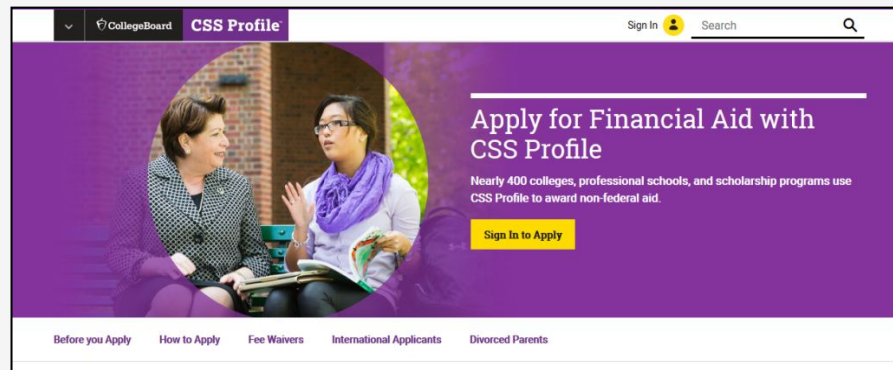 CollegeBoard CSS Profile™ Sign In Search
Apply for Financial Aid with
CSS Profile
Nearly 400 colleges, professional schools, and scholarship programs use
CSS Profile to award non-federal aid.
Sign In to Apply
Before you Apply How to Apply Fee Waivers International Applicants Divorced Parents